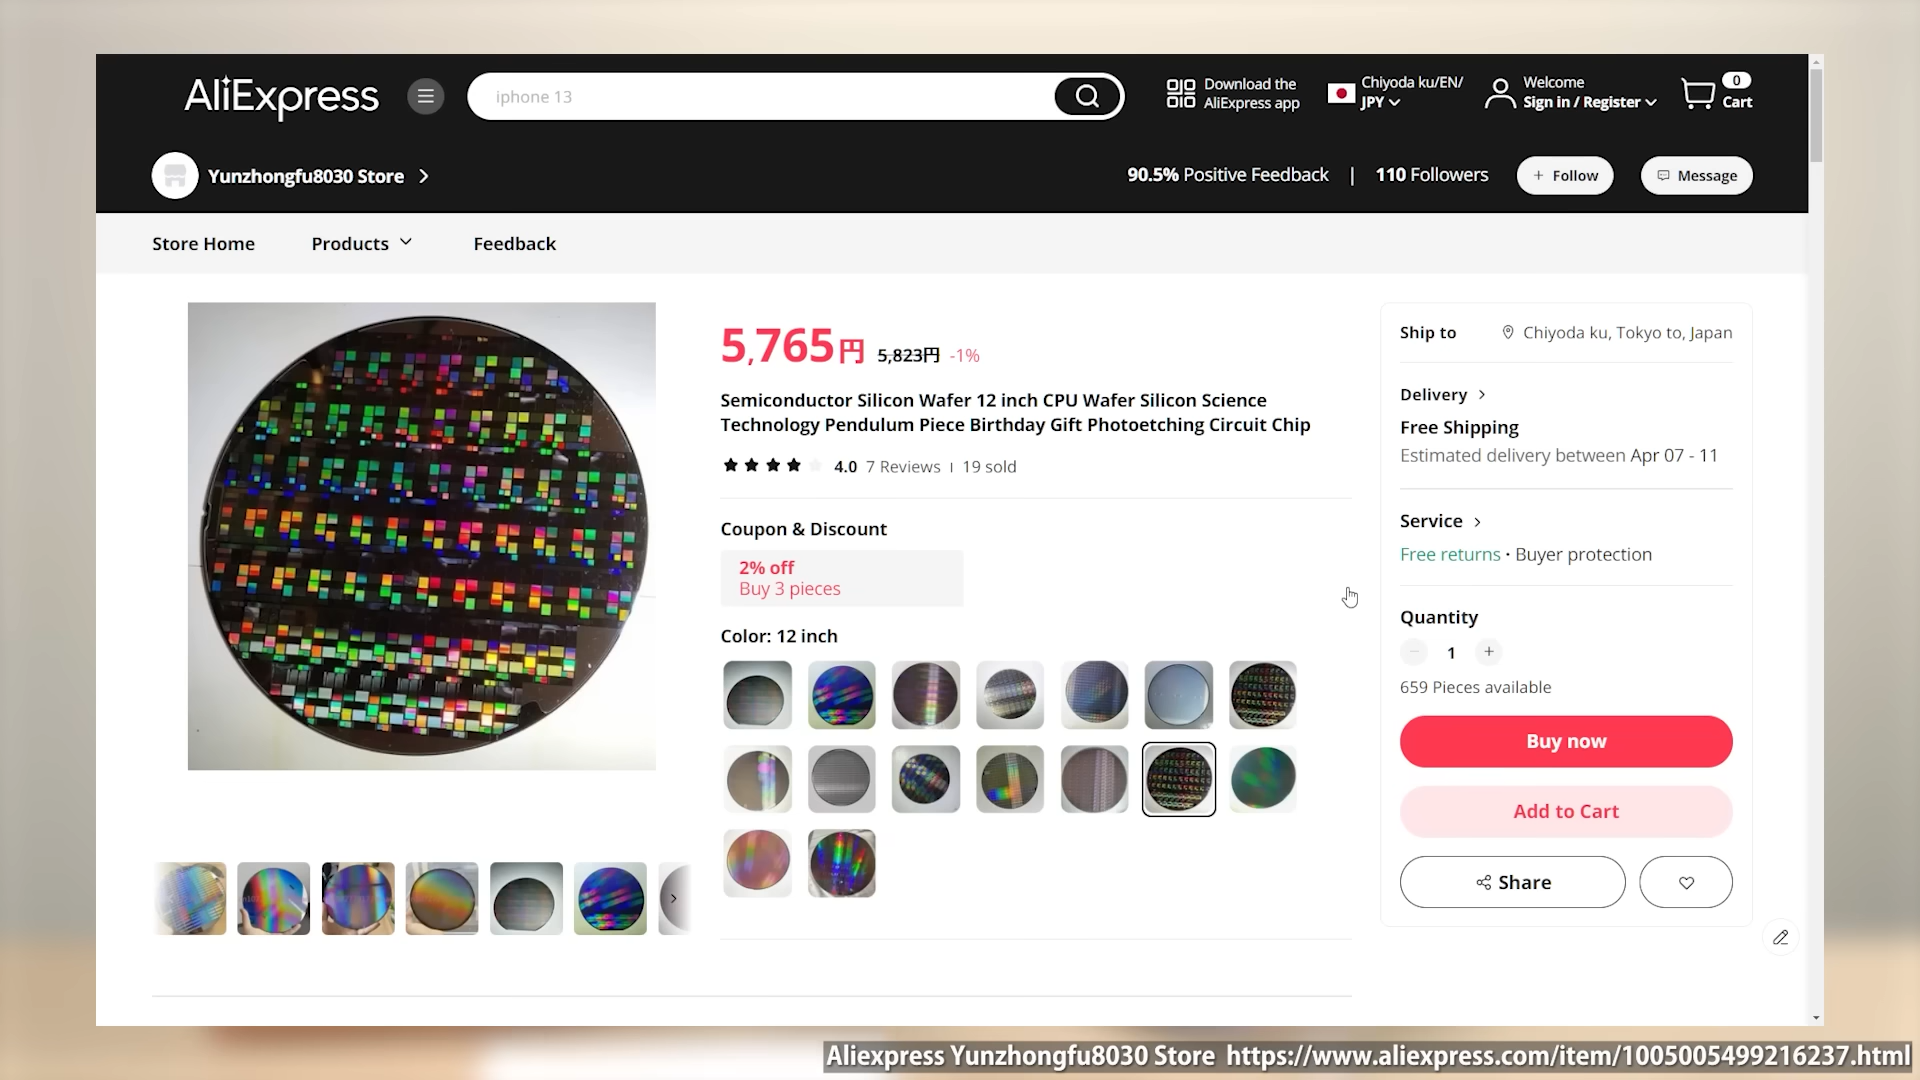 AliExpress
iphone 13
Download the
AliExpress app
Chiyoda ku/EN/
JPY
Welcome
Sign in / Register
0
Cart
Yunzhongfu8030 Store
90.5% Positive Feedback | 110 Followers
+ Follow
Message
Store Home
Products
Feedback
5,765円 5,823円 -1%
Semiconductor Silicon Wafer 12 inch CPU Wafer Silicon Science
Technology Pendulum Piece Birthday Gift Photoetching Circuit Chip
4.0 7 Reviews | 19 sold
Coupon & Discount
2% off
Buy 3 pieces
Color: 12 inch
Ship to
Chiyoda ku, Tokyo to, Japan
Delivery
Free Shipping
Estimated delivery between Apr 07 - 11
Service
Free returns · Buyer protection
Quantity
− 1 +
659 Pieces available
Buy now
Add to Cart
Share
Aliexpress Yunzhongfu8030 Store https://www.aliexpress.com/item/1005005499216237.html